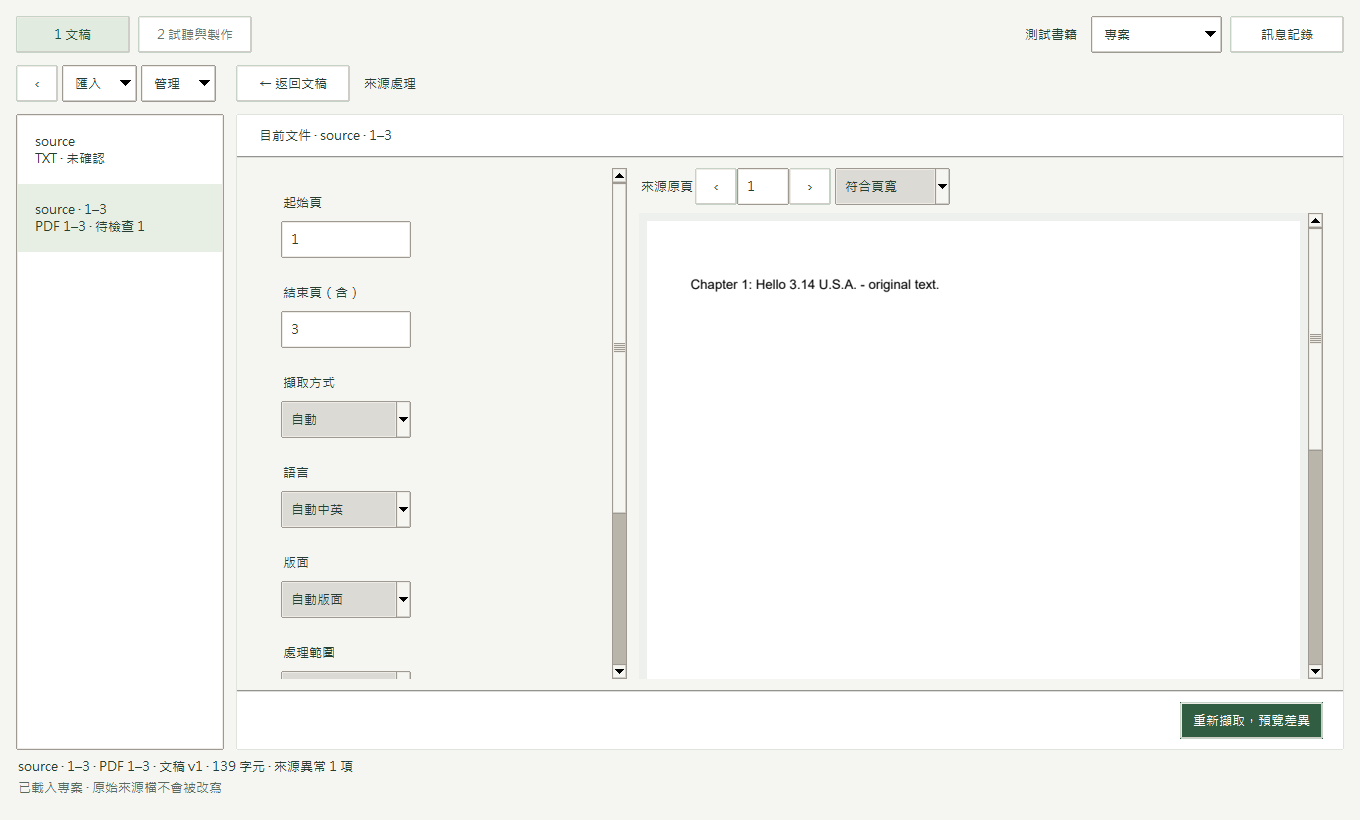 1 文稿
2 試聽與製作
測試書籍
專案
訊息記錄
‹
匯入
管理
← 返回文稿
來源處理
source
TXT · 未確認
source · 1–3
PDF 1–3 · 待檢查 1
目前文件 · source · 1–3
起始頁
1
結束頁（含）
3
擷取方式
自動
語言
自動中英
版面
自動版面
處理範圍
來源原頁
‹
1
›
符合頁寬
Chapter 1: Hello 3.14 U.S.A. - original text.
重新擷取，預覽差異
source · 1–3 · PDF 1–3 · 文稿 v1 · 139 字元 · 來源異常 1 項
已載入專案 · 原始來源檔不會被改寫